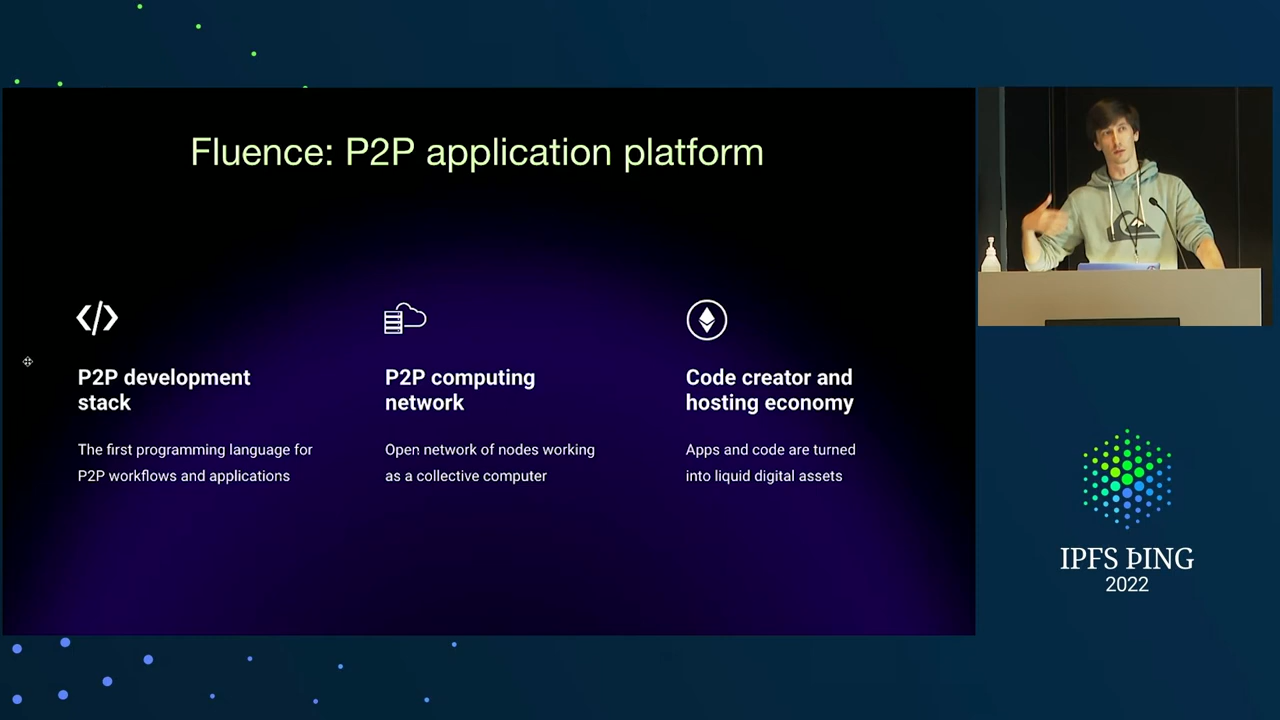 Fluence: P2P application platform
P2P development
stack
The first programming language for
P2P workflows and applications
P2P computing
network
Open network of nodes working
as a collective computer
Code creator and
hosting economy
Apps and code are turned
into liquid digital assets
IPFS ÞING
2022